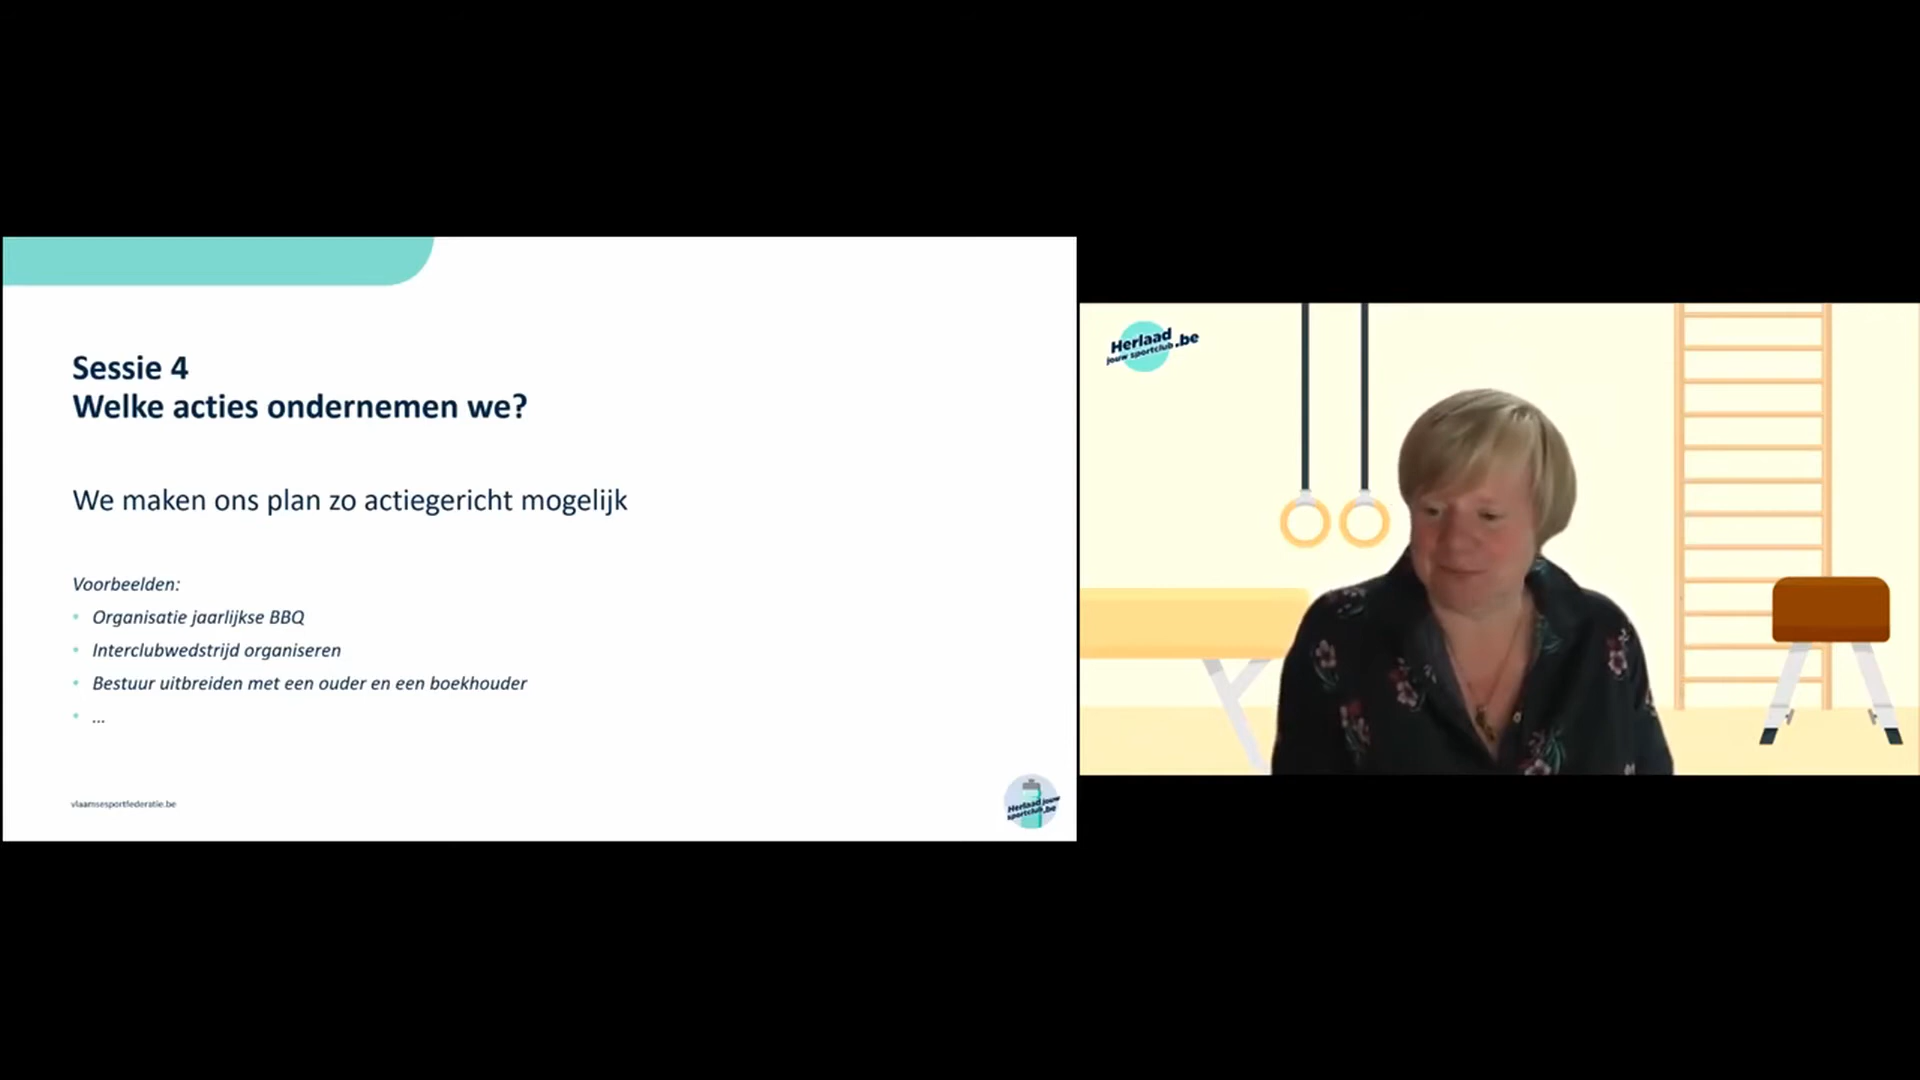 Sessie 4
Welke acties ondernemen we?
We maken ons plan zo actiegericht mogelijk
Voorbeelden:
• Organisatie jaarlijkse BBQ
• Interclubwedstrijd organiseren
• Bestuur uitbreiden met een ouder en een boekhouder
• ...
vlaamsesportfederatie.be
Herlaad jouw
sportclub.be
Herlaad
jouw sportclub.be